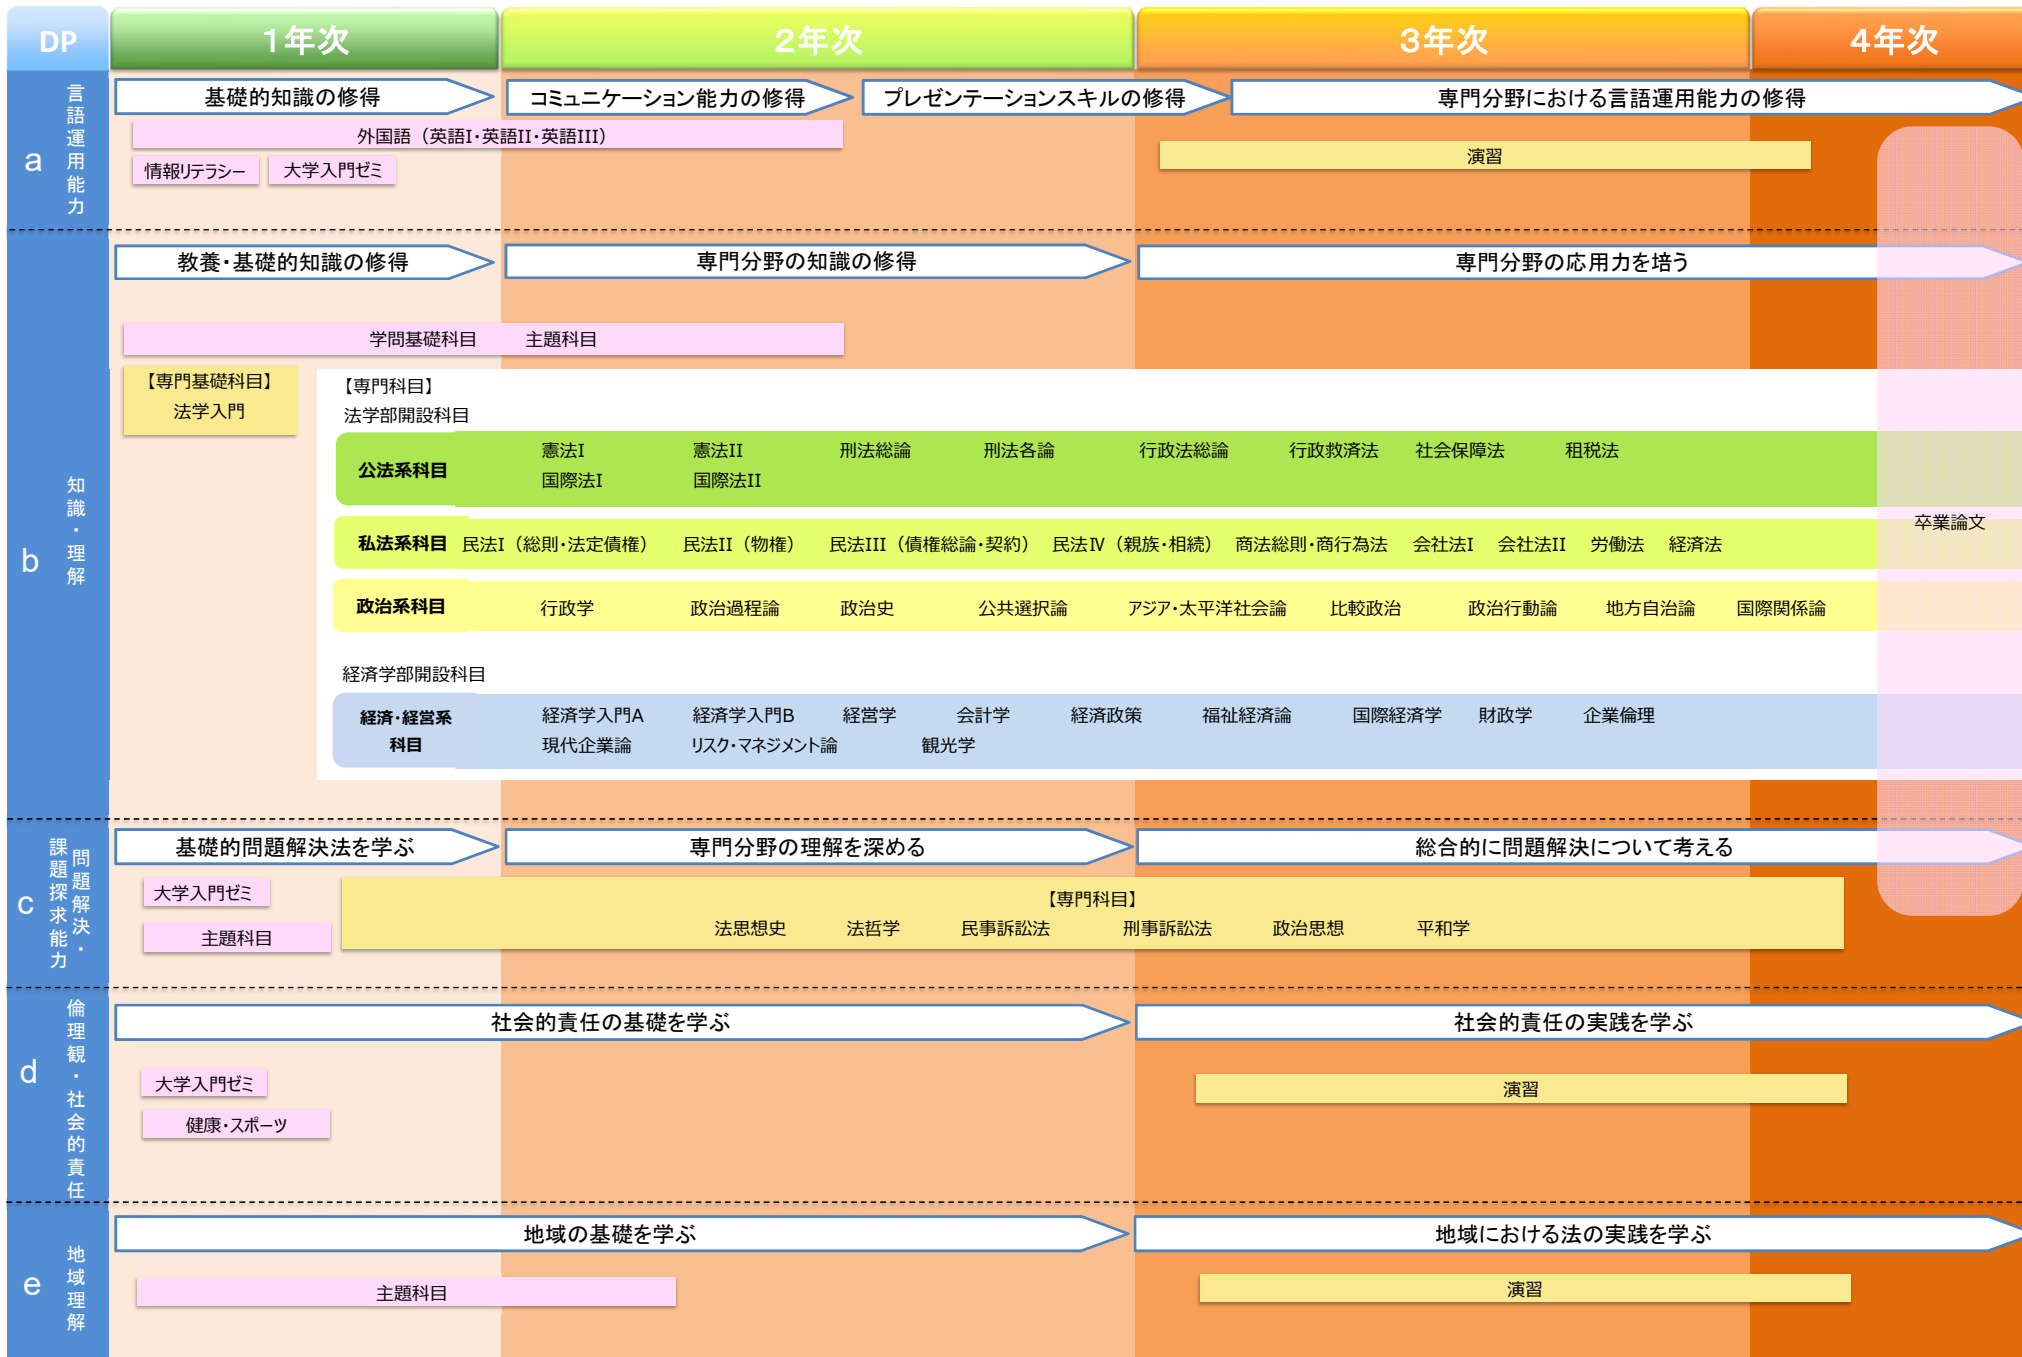 DP
1年次
2年次
3年次
4年次
a
言語運用能力
基礎的知識の修得
コミュニケーション能力の修得
プレゼンテーションスキルの修得
専門分野における言語運用能力の修得
外国語（英語I・英語II・英語III）
情報リテラシー
大学入門ゼミ
演習
b
知識・理解
教養・基礎的知識の修得
専門分野の知識の修得
専門分野の応用力を培う
学問基礎科目　主題科目
【専門基礎科目】
法学入門
【専門科目】
法学部開設科目
公法系科目
憲法I　憲法II　刑法総論　刑法各論　行政法総論　行政救済法　社会保障法　租税法
国際法I　国際法II
私法系科目
民法I（総則・法定債権）　民法II（物権）　民法III（債権総論・契約）　民法Ⅳ（親族・相続）　商法総則・商行為法　会社法I　会社法II　労働法　経済法
政治系科目
行政学　政治過程論　政治史　公共選択論　アジア・太平洋社会論　比較政治　政治行動論　地方自治論　国際関係論
卒業論文
経済学部開設科目
経済・経営系
科目
経済学入門A　経済学入門B　経営学　会計学　経済政策　福祉経済論　国際経済学　財政学　企業倫理
現代企業論　リスク・マネジメント論　観光学
c
問題解決・
課題探求能力
基礎的問題解決法を学ぶ
専門分野の理解を深める
総合的に問題解決について考える
大学入門ゼミ
主題科目
【専門科目】
法思想史　法哲学　民事訴訟法　刑事訴訟法　政治思想　平和学
d
倫理観・社会的責任
社会的責任の基礎を学ぶ
社会的責任の実践を学ぶ
大学入門ゼミ
健康・スポーツ
演習
e
地域理解
地域の基礎を学ぶ
地域における法の実践を学ぶ
主題科目
演習